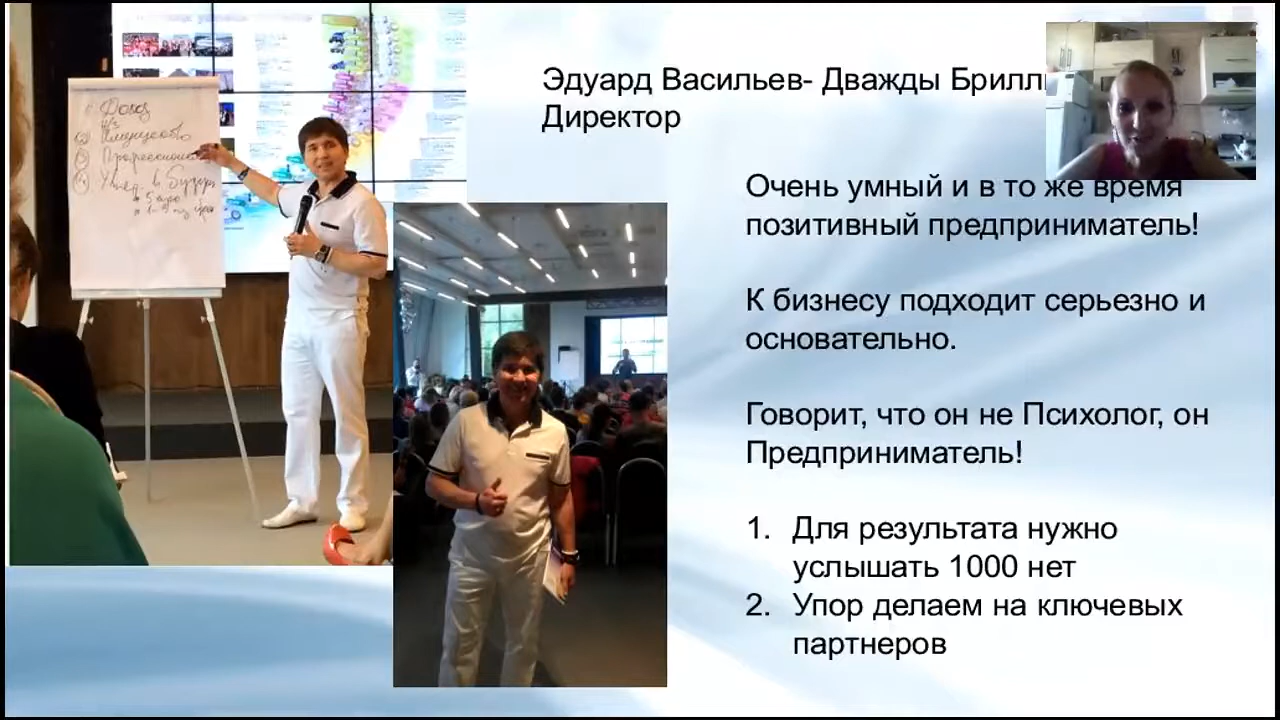 Эдуард Васильев- Дважды Брилл
Директор
Очень умный и в то же время
позитивный предприниматель!
К бизнесу подходит серьезно и
основательно.
Говорит, что он не Психолог, он
Предприниматель!
1. Для результата нужно
услышать 1000 нет
2. Упор делаем на ключевых
партнеров
Имущество